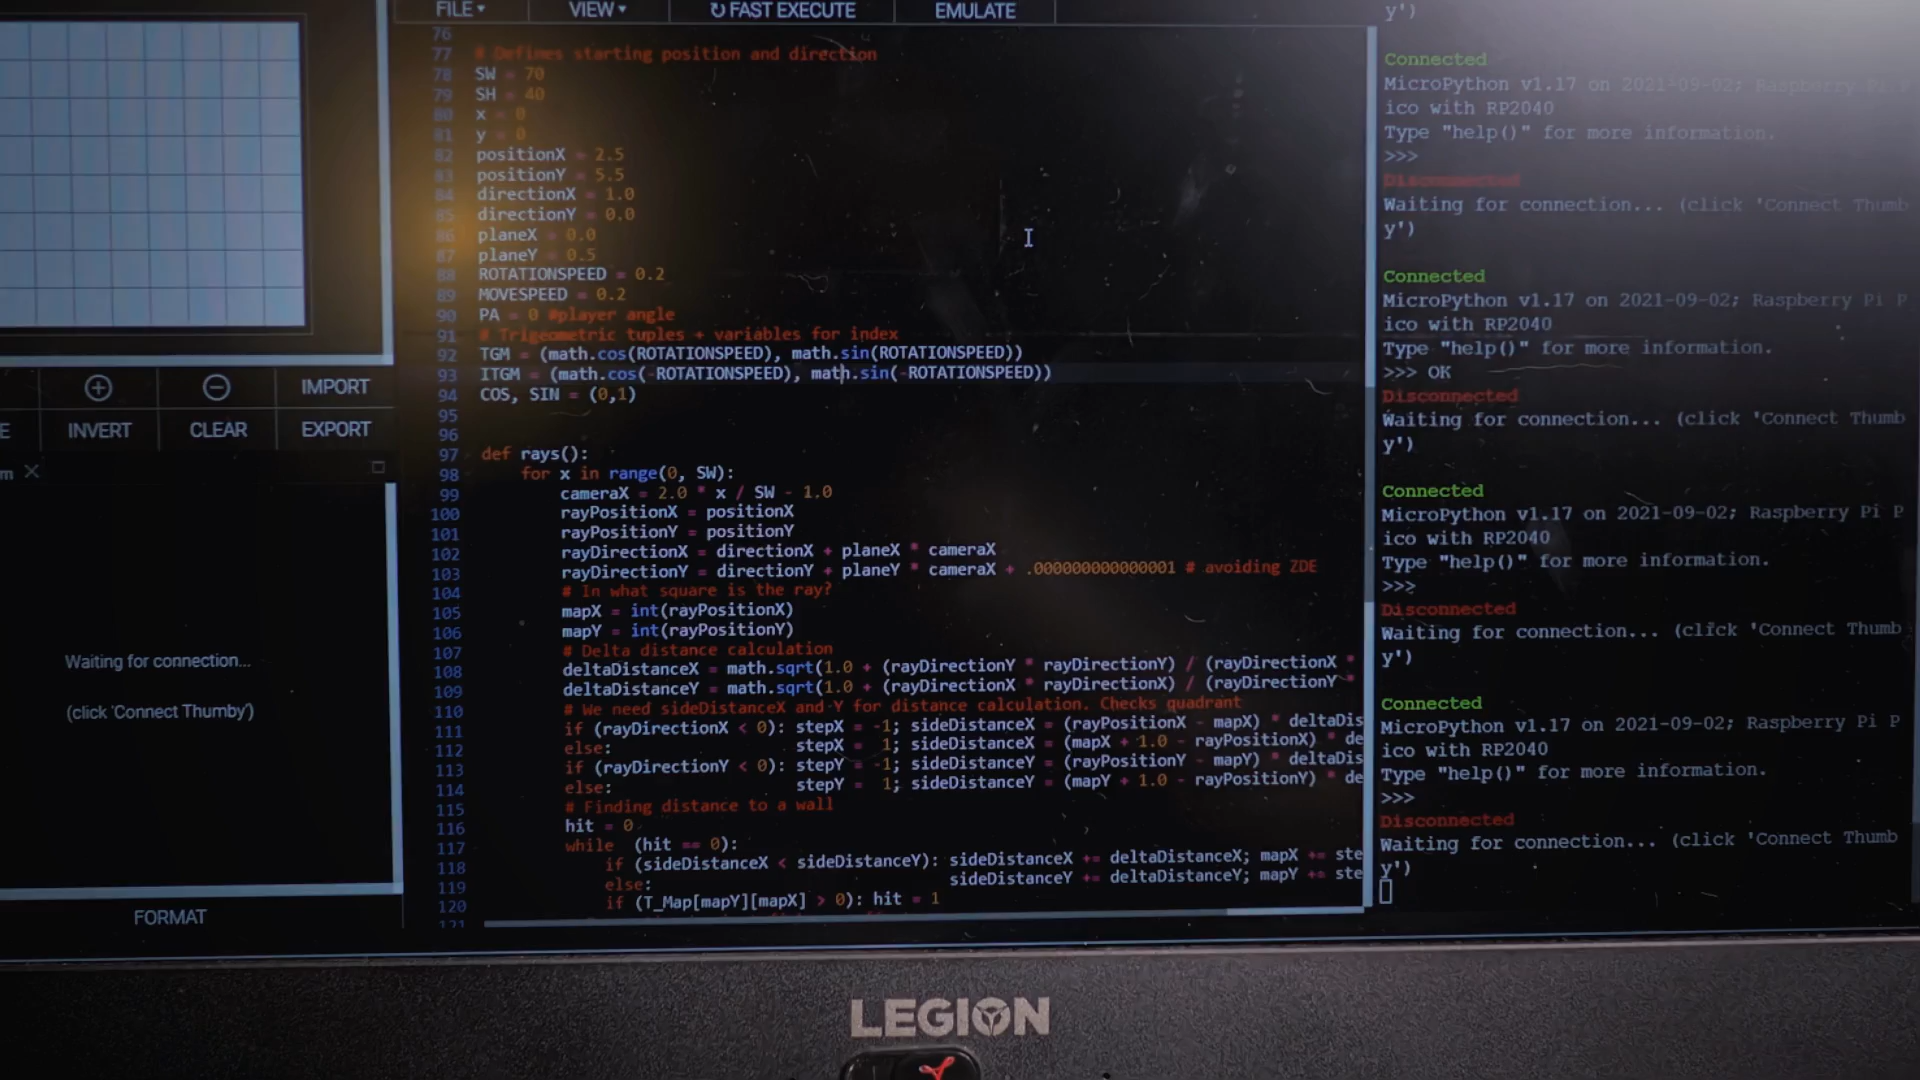 FILE▾ VIEW▾ ↻ FAST EXECUTE EMULATE
76
77 # Defines starting position and direction
78 SW = 70
79 SH = 40
80 x = 0
81 y = 0
82 positionX = 2.5
83 positionY = 5.5
84 directionX = 1.0
85 directionY = 0.0
86 planeX = 0.0
87 planeY = 0.5
88 ROTATIONSPEED = 0.2
89 MOVESPEED = 0.2
90 PA = 0 #player angle
91 # Trigeometric tuples + variables for index
92 TGM = (math.cos(ROTATIONSPEED), math.sin(ROTATIONSPEED))
93 ITGM = (math.cos(-ROTATIONSPEED), math.sin(-ROTATIONSPEED))
94 COS, SIN = (0,1)
95
96
97 def rays():
98 for x in range(0, SW):
99 cameraX = 2.0 * x / SW - 1.0
100 rayPositionX = positionX
101 rayPositionY = positionY
102 rayDirectionX = directionX + planeX * cameraX
103 rayDirectionY = directionY + planeY * cameraX + .000000000000001 # avoiding ZDE
104 # In what square is the ray?
105 mapX = int(rayPositionX)
106 mapY = int(rayPositionY)
107 # Delta distance calculation
108 deltaDistanceX = math.sqrt(1.0 + (rayDirectionY * rayDirectionY) / (rayDirectionX *
109 deltaDistanceY = math.sqrt(1.0 + (rayDirectionX * rayDirectionX) / (rayDirectionY *
110 # We need sideDistanceX and Y for distance calculation. Checks quadrant
111 if (rayDirectionX < 0): stepX = -1; sideDistanceX = (rayPositionX - mapX) * deltaDis
112 else: stepX = 1; sideDistanceX = (mapX + 1.0 - rayPositionX) * de
113 if (rayDirectionY < 0): stepY = -1; sideDistanceY = (rayPositionY - mapY) * deltaDis
114 else: stepY = 1; sideDistanceY = (mapY + 1.0 - rayPositionY) * de
115 # Finding distance to a wall
116 hit = 0
117 while (hit == 0):
118 if (sideDistanceX < sideDistanceY): sideDistanceX += deltaDistanceX; mapX += ste
119 else: sideDistanceY += deltaDistanceY; mapY += ste
120 if (T_Map[mapY][mapX] > 0): hit = 1
121
IMPORT
E INVERT CLEAR EXPORT
m
Waiting for connection...
(click 'Connect Thumby')
FORMAT
y')
Connected
MicroPython v1.17 on 2021-09-02; Raspberry Pi P
ico with RP2040
Type "help()" for more information.
>>>
Disconnected
Waiting for connection... (click 'Connect Thumb
y')
Connected
MicroPython v1.17 on 2021-09-02; Raspberry Pi P
ico with RP2040
Type "help()" for more information.
>>> OK
Disconnected
Waiting for connection... (click 'Connect Thumb
y')
Connected
MicroPython v1.17 on 2021-09-02; Raspberry Pi P
ico with RP2040
Type "help()" for more information.
>>>
Disconnected
Waiting for connection... (click 'Connect Thumb
y')
Connected
MicroPython v1.17 on 2021-09-02; Raspberry Pi P
ico with RP2040
Type "help()" for more information.
>>>
Disconnected
Waiting for connection... (click 'Connect Thumb
y')
LEGION